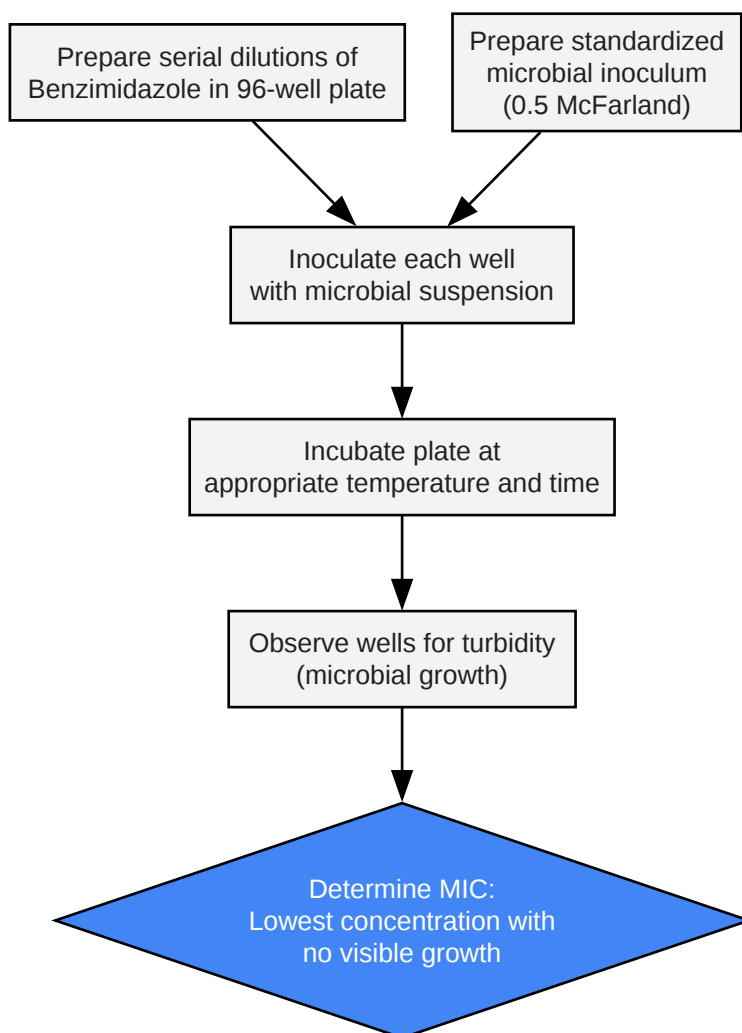 Prepare serial dilutions of
Benzimidazole in 96-well plate
Prepare standardized
microbial inoculum
(0.5 McFarland)
Inoculate each well
with microbial suspension
Incubate plate at
appropriate temperature and time
Observe wells for turbidity
(microbial growth)
Determine MIC:
Lowest concentration with
no visible growth